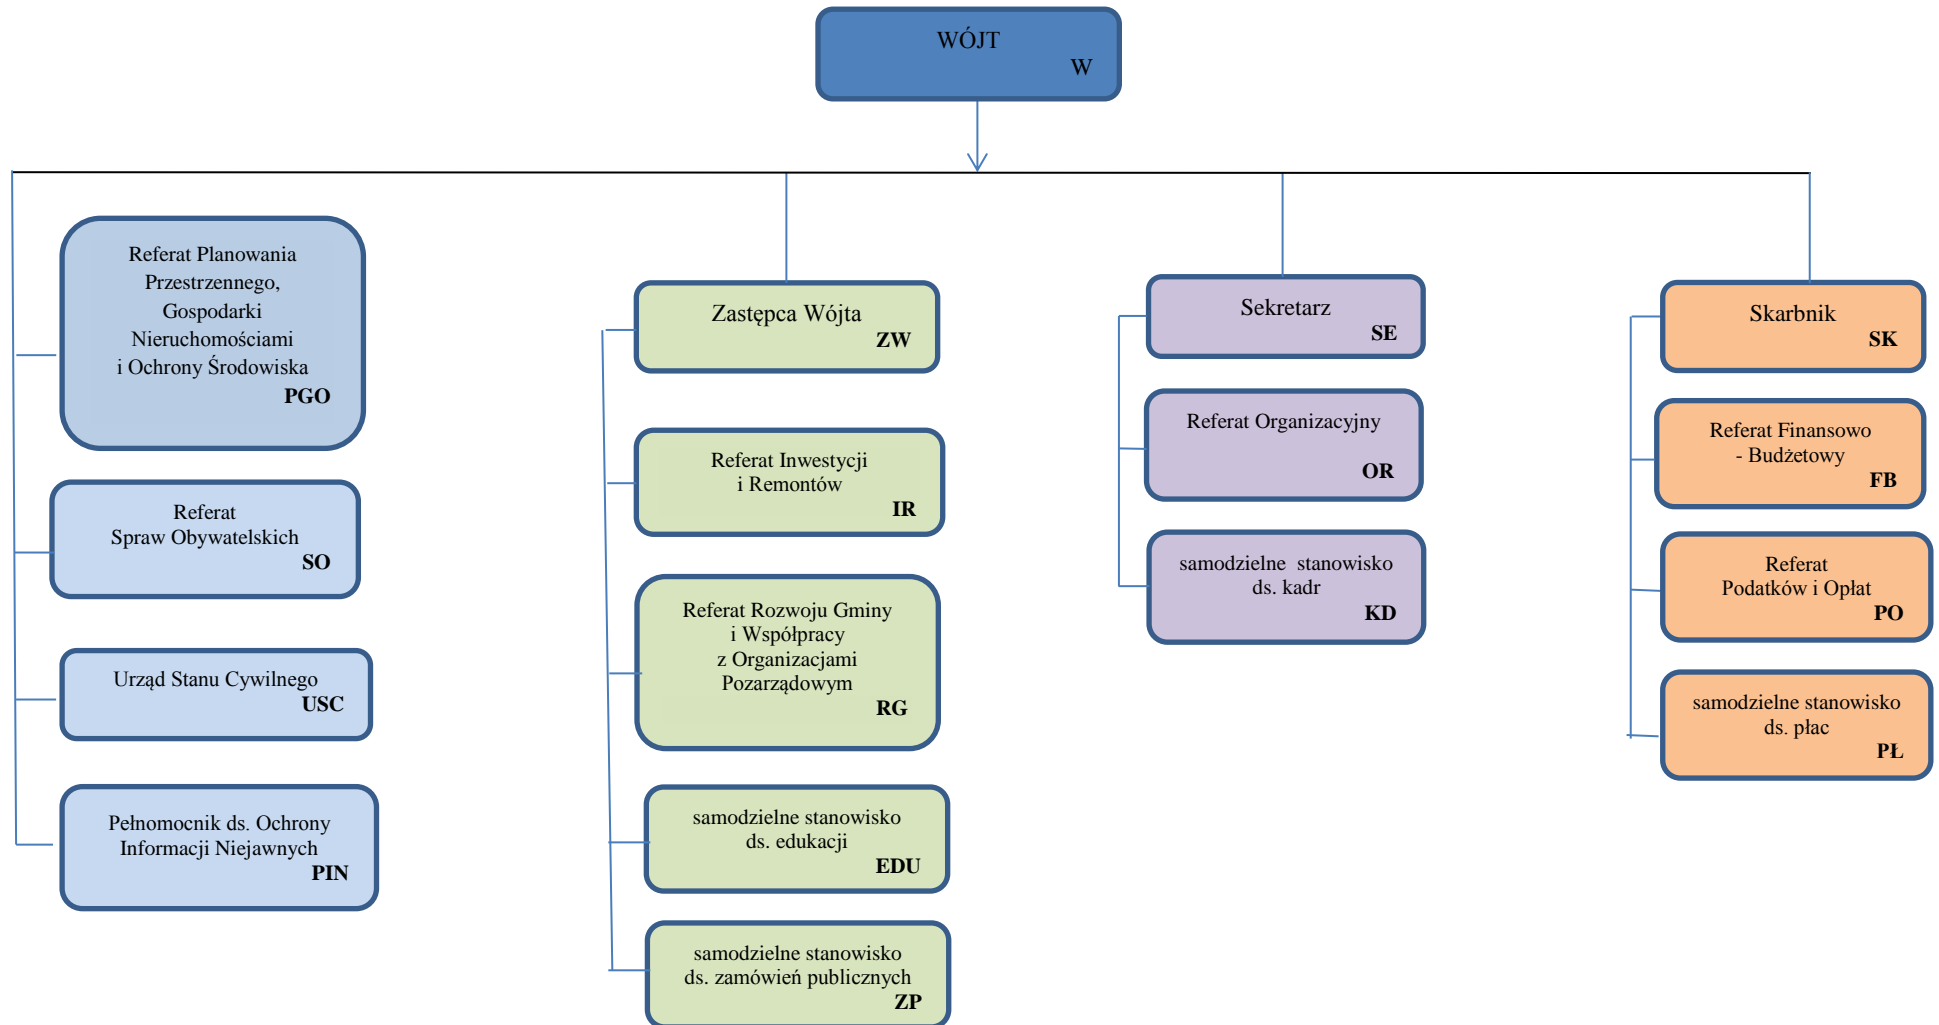 WÓJT
W
Referat Planowania
Przestrzennego,
Gospodarki
Nieruchomościami
i Ochrony Środowiska
PGO
Referat
Spraw Obywatelskich
SO
Urząd Stanu Cywilnego
USC
Pełnomocnik ds. Ochrony
Informacji Niejawnych
PIN
Zastępca Wójta
ZW
Referat Inwestycji
i Remontów
IR
Referat Rozwoju Gminy
i Współpracy
z Organizacjami
Pozarządowym
RG
samodzielne stanowisko
ds. edukacji
EDU
samodzielne stanowisko
ds. zamówień publicznych
ZP
Sekretarz
SE
Referat Organizacyjny
OR
samodzielne stanowisko
ds. kadr
KD
Skarbnik
SK
Referat Finansowo
- Budżetowy
FB
Referat
Podatków i Opłat
PO
samodzielne stanowisko
ds. płac
PŁ